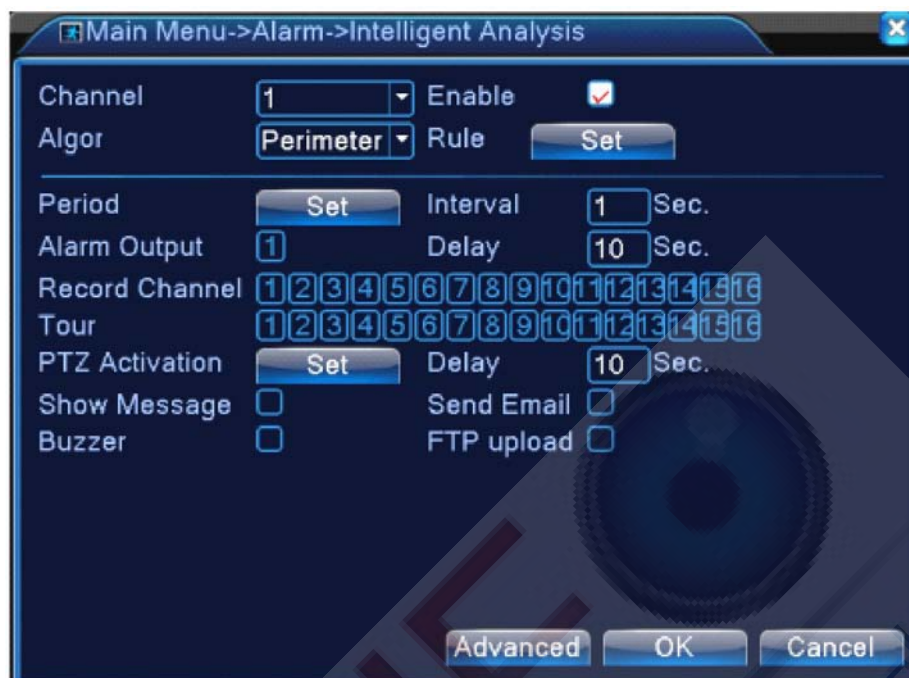 Main Menu->Alarm->Intelligent Analysis
Channel 1 Enable
Algor Perimeter Rule Set
Period Set Interval 1 Sec.
Alarm Output 1 Delay 10 Sec.
Record Channel 1 2 3 4 5 6 7 8 9 10 11 12 13 14 15 16
Tour 1 2 3 4 5 6 7 8 9 10 11 12 13 14 15 16
PTZ Activation Set Delay 10 Sec.
Show Message Send Email
Buzzer FTP upload
Advanced OK Cancel